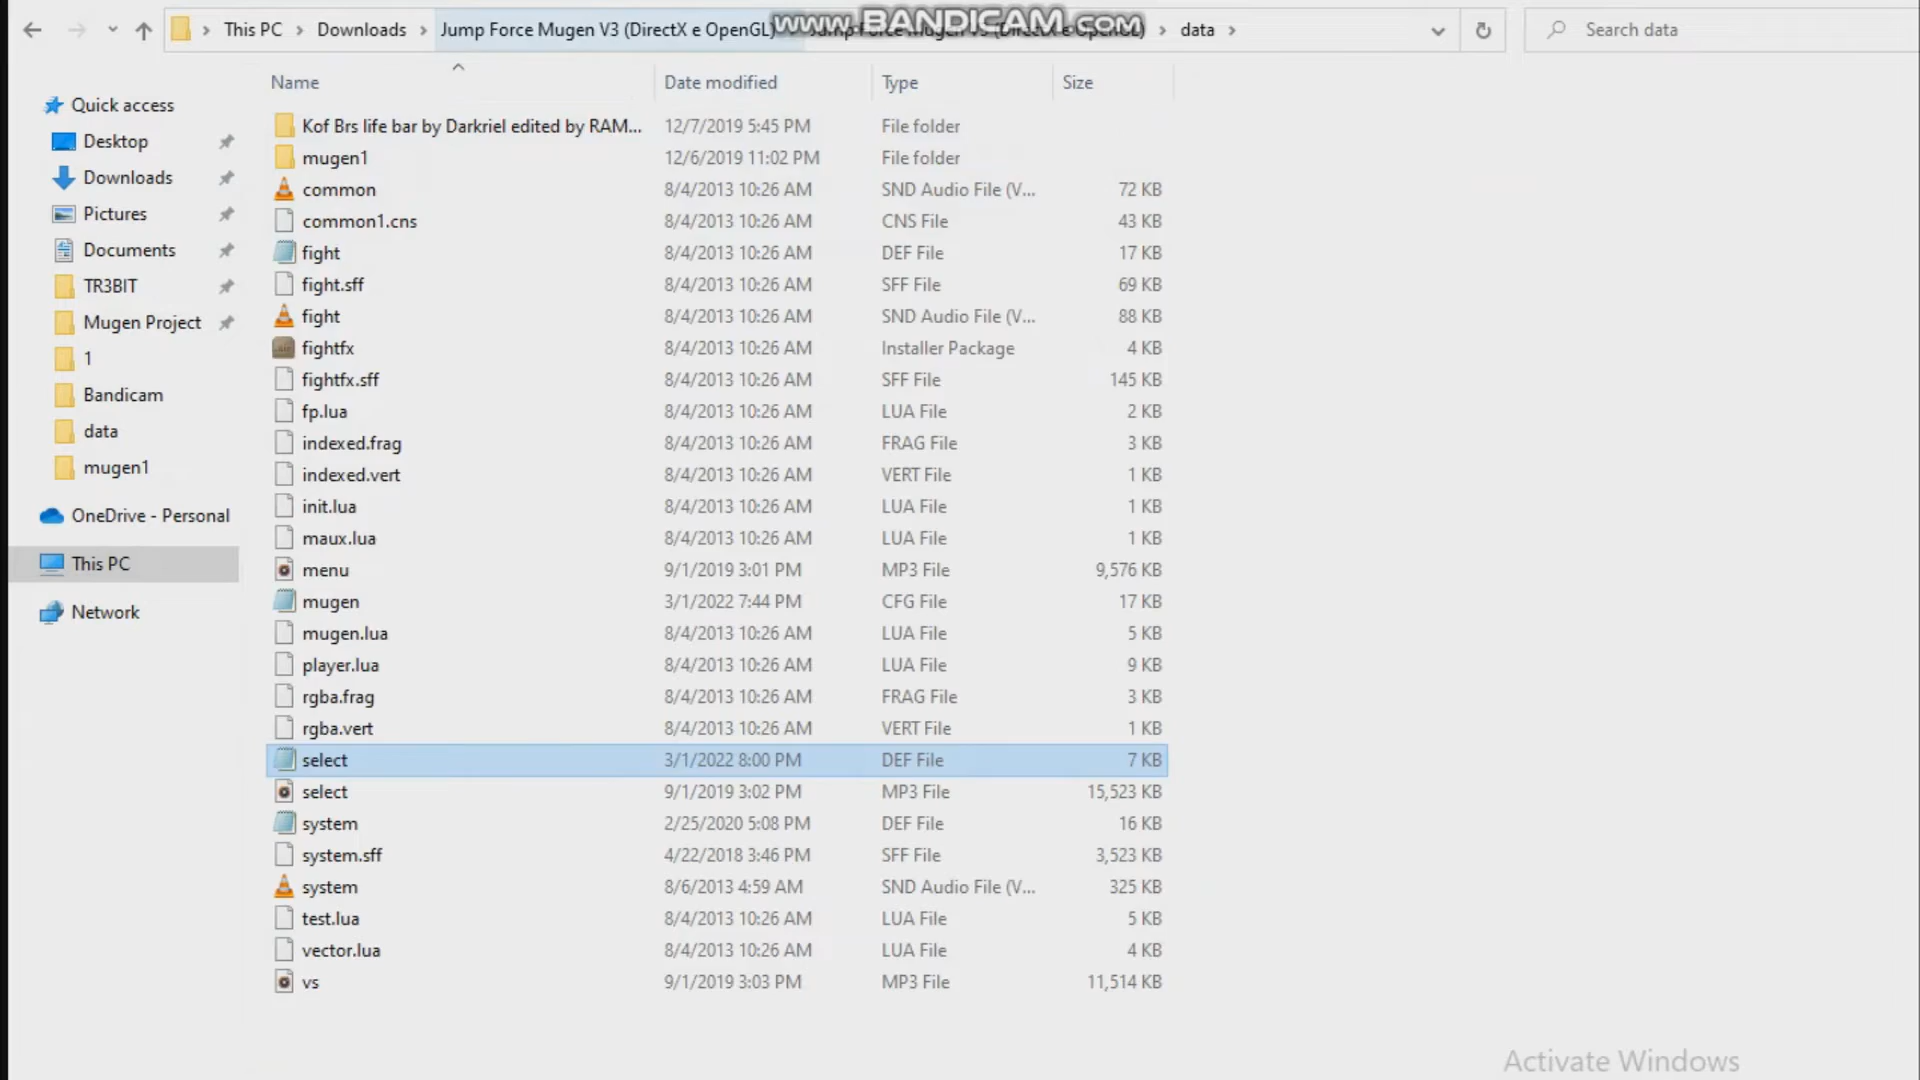 This PC > Downloads > Jump Force Mugen V3 (DirectX e OpenGL) > Jump Force Mugen V3 (DirectX e OpenGL) > data >
www.BANDICAM.com
Search data
Name Date modified Type Size
Quick access
Desktop
Downloads
Pictures
Documents
TR3BIT
Mugen Project
1
Bandicam
data
mugen1
OneDrive - Personal
This PC
Network
Kof Brs life bar by Darkriel edited by RAM... 12/7/2019 5:45 PM File folder
mugen1 12/6/2019 11:02 PM File folder
common 8/4/2013 10:26 AM SND Audio File (V... 72 KB
common1.cns 8/4/2013 10:26 AM CNS File 43 KB
fight 8/4/2013 10:26 AM DEF File 17 KB
fight.sff 8/4/2013 10:26 AM SFF File 69 KB
fight 8/4/2013 10:26 AM SND Audio File (V... 88 KB
fightfx 8/4/2013 10:26 AM Installer Package 4 KB
fightfx.sff 8/4/2013 10:26 AM SFF File 145 KB
fp.lua 8/4/2013 10:26 AM LUA File 2 KB
indexed.frag 8/4/2013 10:26 AM FRAG File 3 KB
indexed.vert 8/4/2013 10:26 AM VERT File 1 KB
init.lua 8/4/2013 10:26 AM LUA File 1 KB
maux.lua 8/4/2013 10:26 AM LUA File 1 KB
menu 9/1/2019 3:01 PM MP3 File 9,576 KB
mugen 3/1/2022 7:44 PM CFG File 17 KB
mugen.lua 8/4/2013 10:26 AM LUA File 5 KB
player.lua 8/4/2013 10:26 AM LUA File 9 KB
rgba.frag 8/4/2013 10:26 AM FRAG File 3 KB
rgba.vert 8/4/2013 10:26 AM VERT File 1 KB
select 3/1/2022 8:00 PM DEF File 7 KB
select 9/1/2019 3:02 PM MP3 File 15,523 KB
system 2/25/2020 5:08 PM DEF File 16 KB
system.sff 4/22/2018 3:46 PM SFF File 3,523 KB
system 8/6/2013 4:59 AM SND Audio File (V... 325 KB
test.lua 8/4/2013 10:26 AM LUA File 5 KB
vector.lua 8/4/2013 10:26 AM LUA File 4 KB
vs 9/1/2019 3:03 PM MP3 File 11,514 KB
Activate Windows